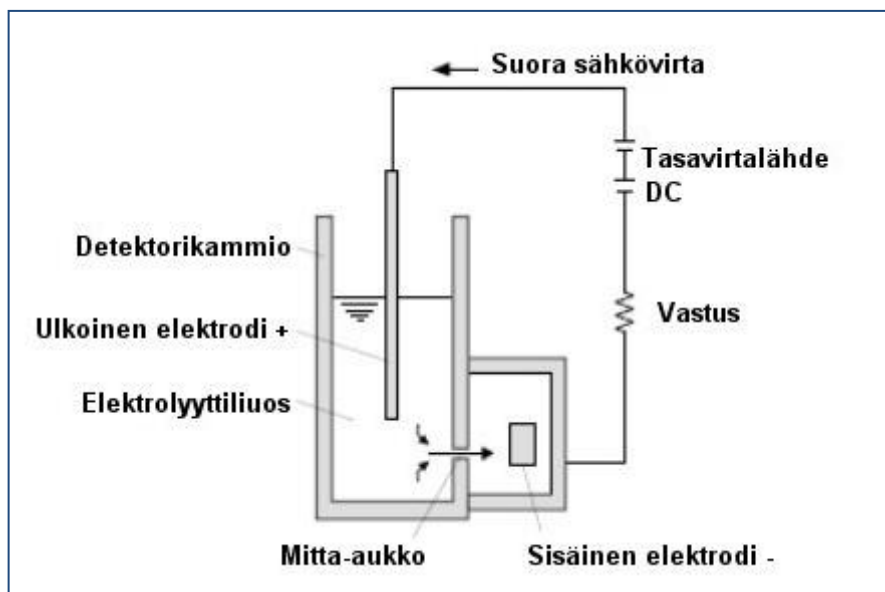 Suora sähkövirta
Tasavirtalähde
DC
Detektorikammio
Vastus
Ulkoinen elektrodi +
Elektrolyyttiliuos
Mitta-aukko
Sisäinen elektrodi -